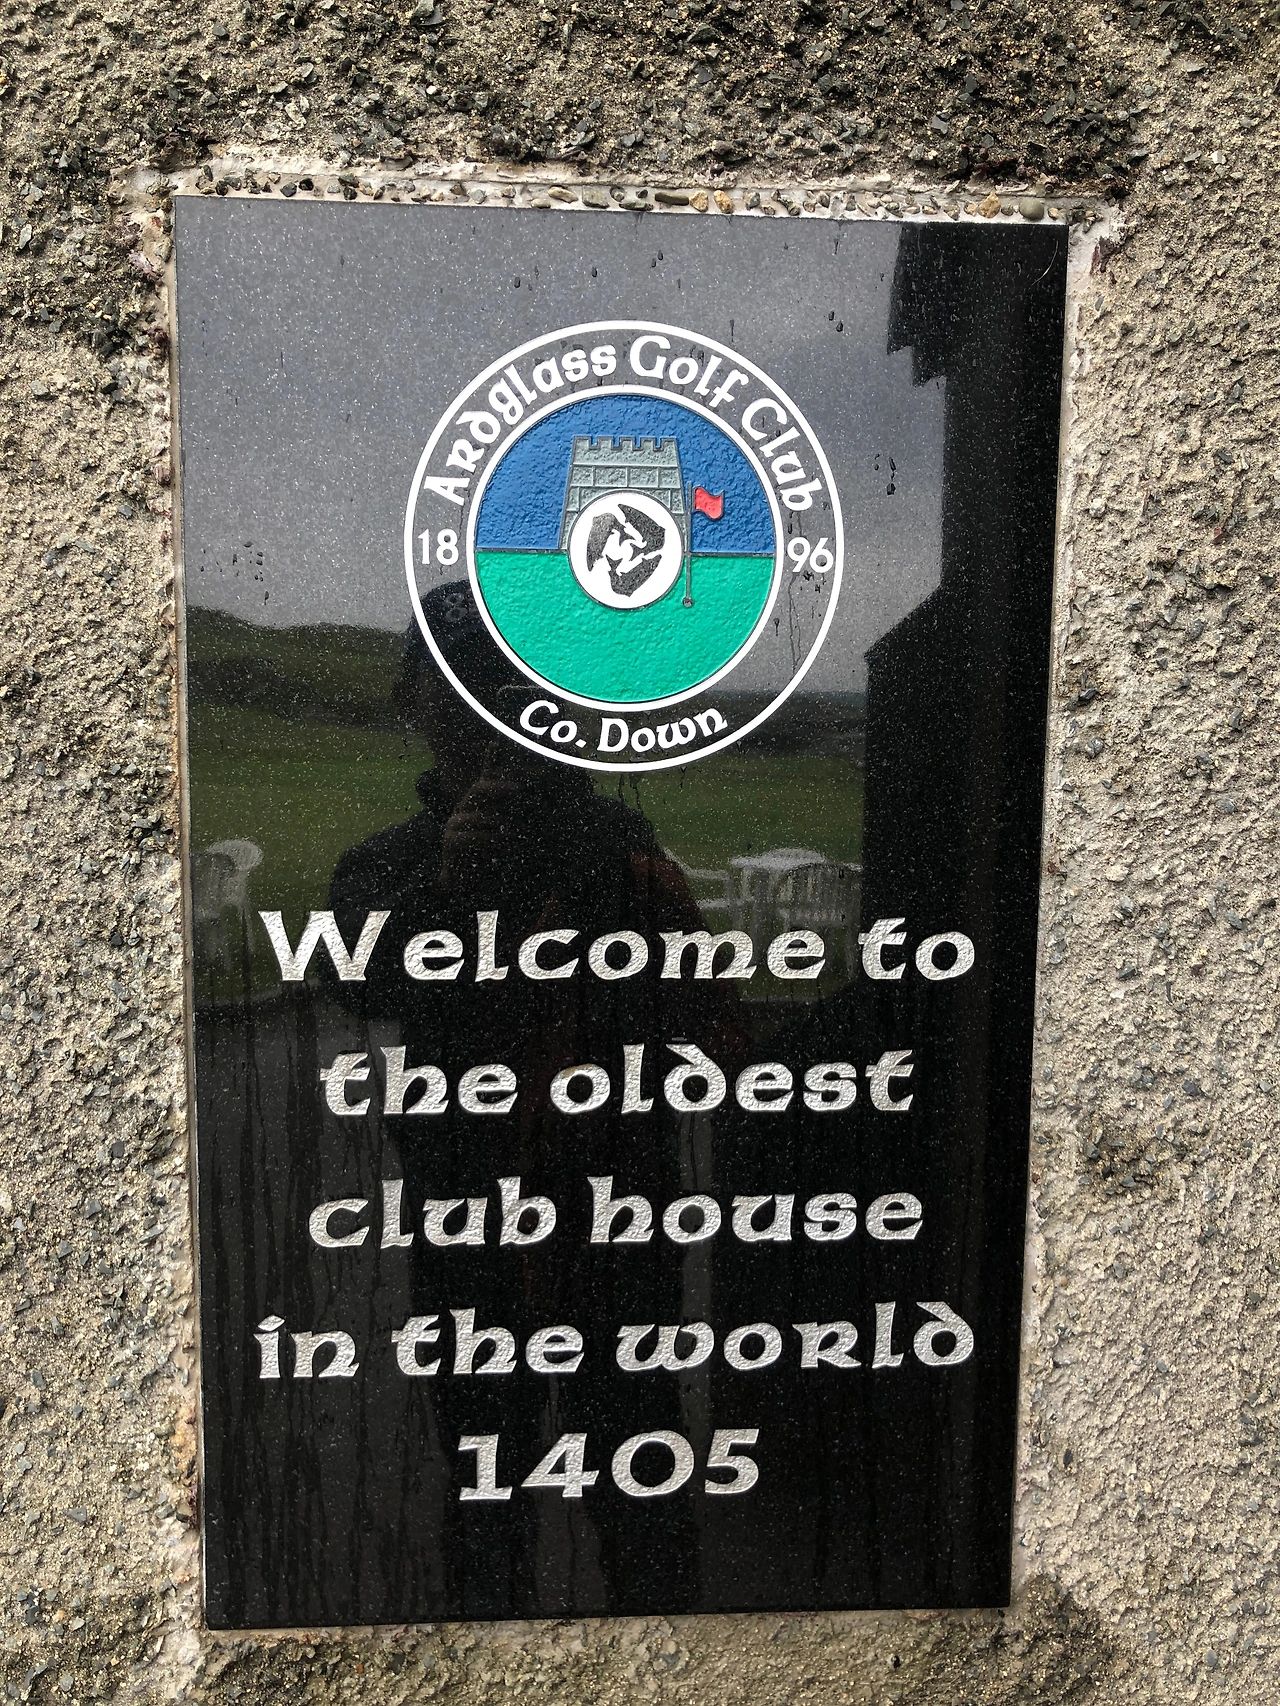 Ardglass Golf Club
18 96
Co. Down
Welcome to
the oldest
club house
in the world
1405